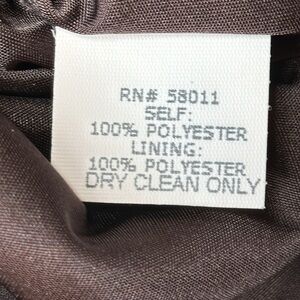 RN# 58011
SELF:
100% POLYESTER
LINING:
100% POLYESTER
DRY CLEAN ONLY